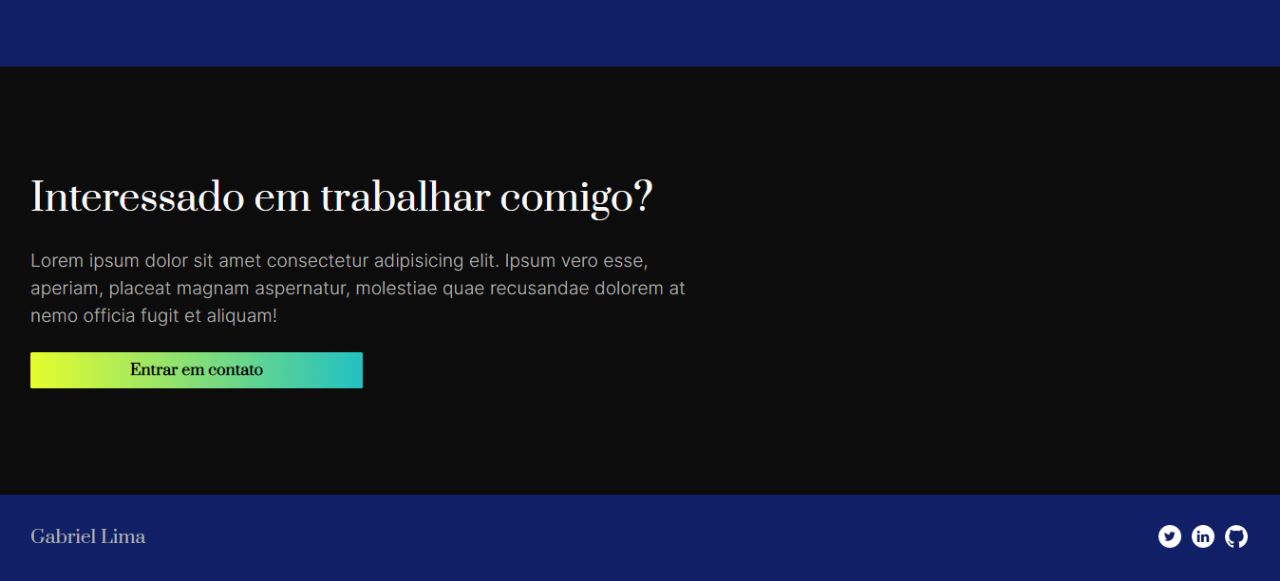 Interessado em trabalhar comigo?
Lorem ipsum dolor sit amet consectetur adipisicing elit. Ipsum vero esse,
aperiam, placeat magnam aspernatur, molestiae quae recusandae dolorem at
nemo officia fugit et aliquam!
Entrar em contato
Gabriel Lima